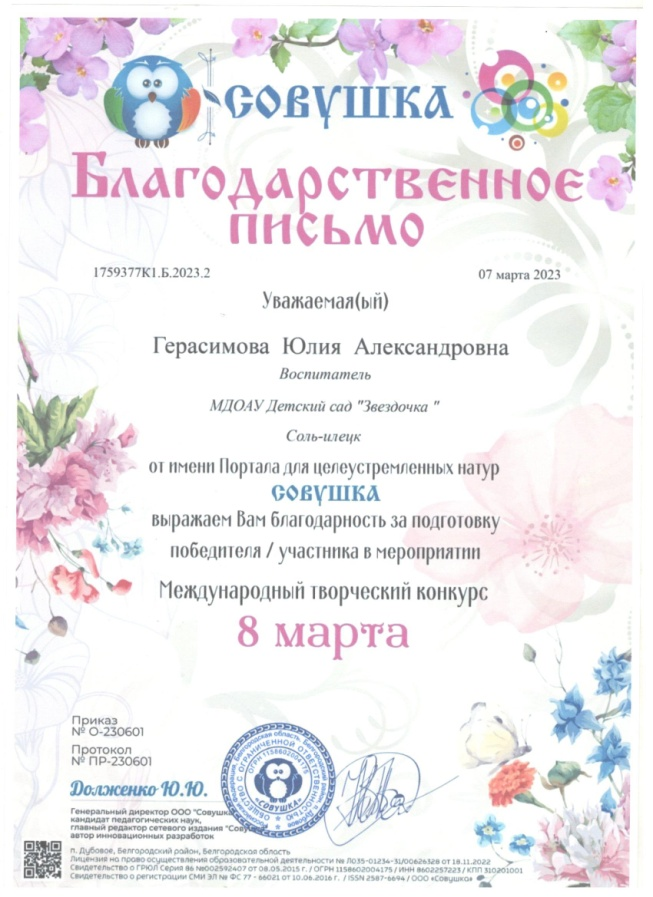 СОВУШКА
Благодарственное
письмо
1759377К1.Б.2023.2
07 марта 2023
Уважаемая(ый)
Герасимова Юлия Александровна
Воспитатель
МДОАУ Детский сад "Звездочка "
Соль-илецк
от имени Портала для целеустремленных натур
СОВУШКА
выражаем Вам благодарность за подготовку
победителя / участника в мероприятии
Международный творческий конкурс
8 марта
Приказ
№ О-230601
Протокол
№ ПР-230601
Долженко Ю.Ю.
Генеральный директор ООО "Совушка
кандидат педагогических наук,
главный редактор сетевого издания "Сову
автор инновационных разработок
ОБЩЕСТВО С ОГРАНИЧЕННОЙ ОТВЕТСТВЕННОСТЬЮ
ОГРН 1158602004175
"СОВУШКА"
п. Дубовое, Белгородский район, Белгородская область
Лицензия на право осуществления образовательной деятельности № Л035-01234-31/00626328 от 18.11.2022
Свидетельство о ГРЮЛ Серия 86 №002592407 от 08.05.2015 г. / ОГРН 1158602004175 / ИНН 8602257223 / КПП 310201001
Свидетельство о регистрации СМИ ЭЛ № ФС 77 - 66021 от 10.06.2016 г. / ISSN 2587-6694 / ООО «Совушка»